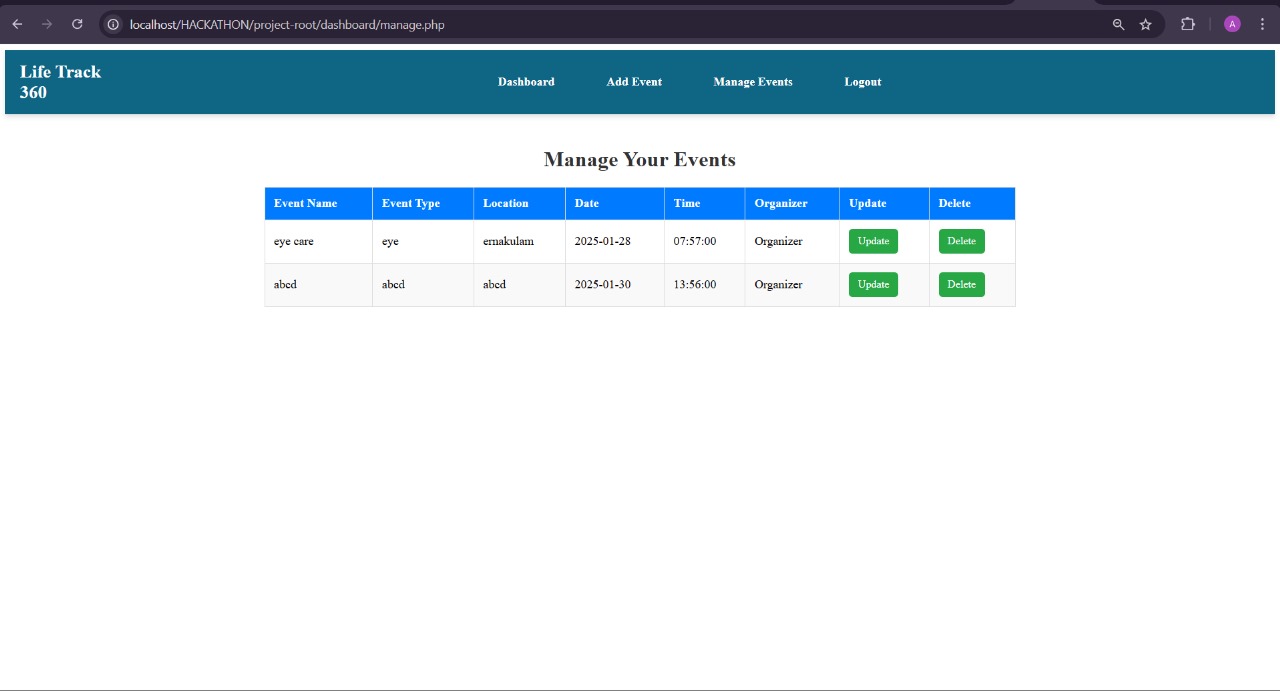 localhost/HACKATHON/project-root/dashboard/manage.php
A
Life Track
360
Dashboard Add Event Manage Events Logout
Manage Your Events
Event Name Event Type Location Date Time Organizer Update Delete
eye care eye ernakulam 2025-01-28 07:57:00 Organizer Update Delete
abcd abcd abcd 2025-01-30 13:56:00 Organizer Update Delete